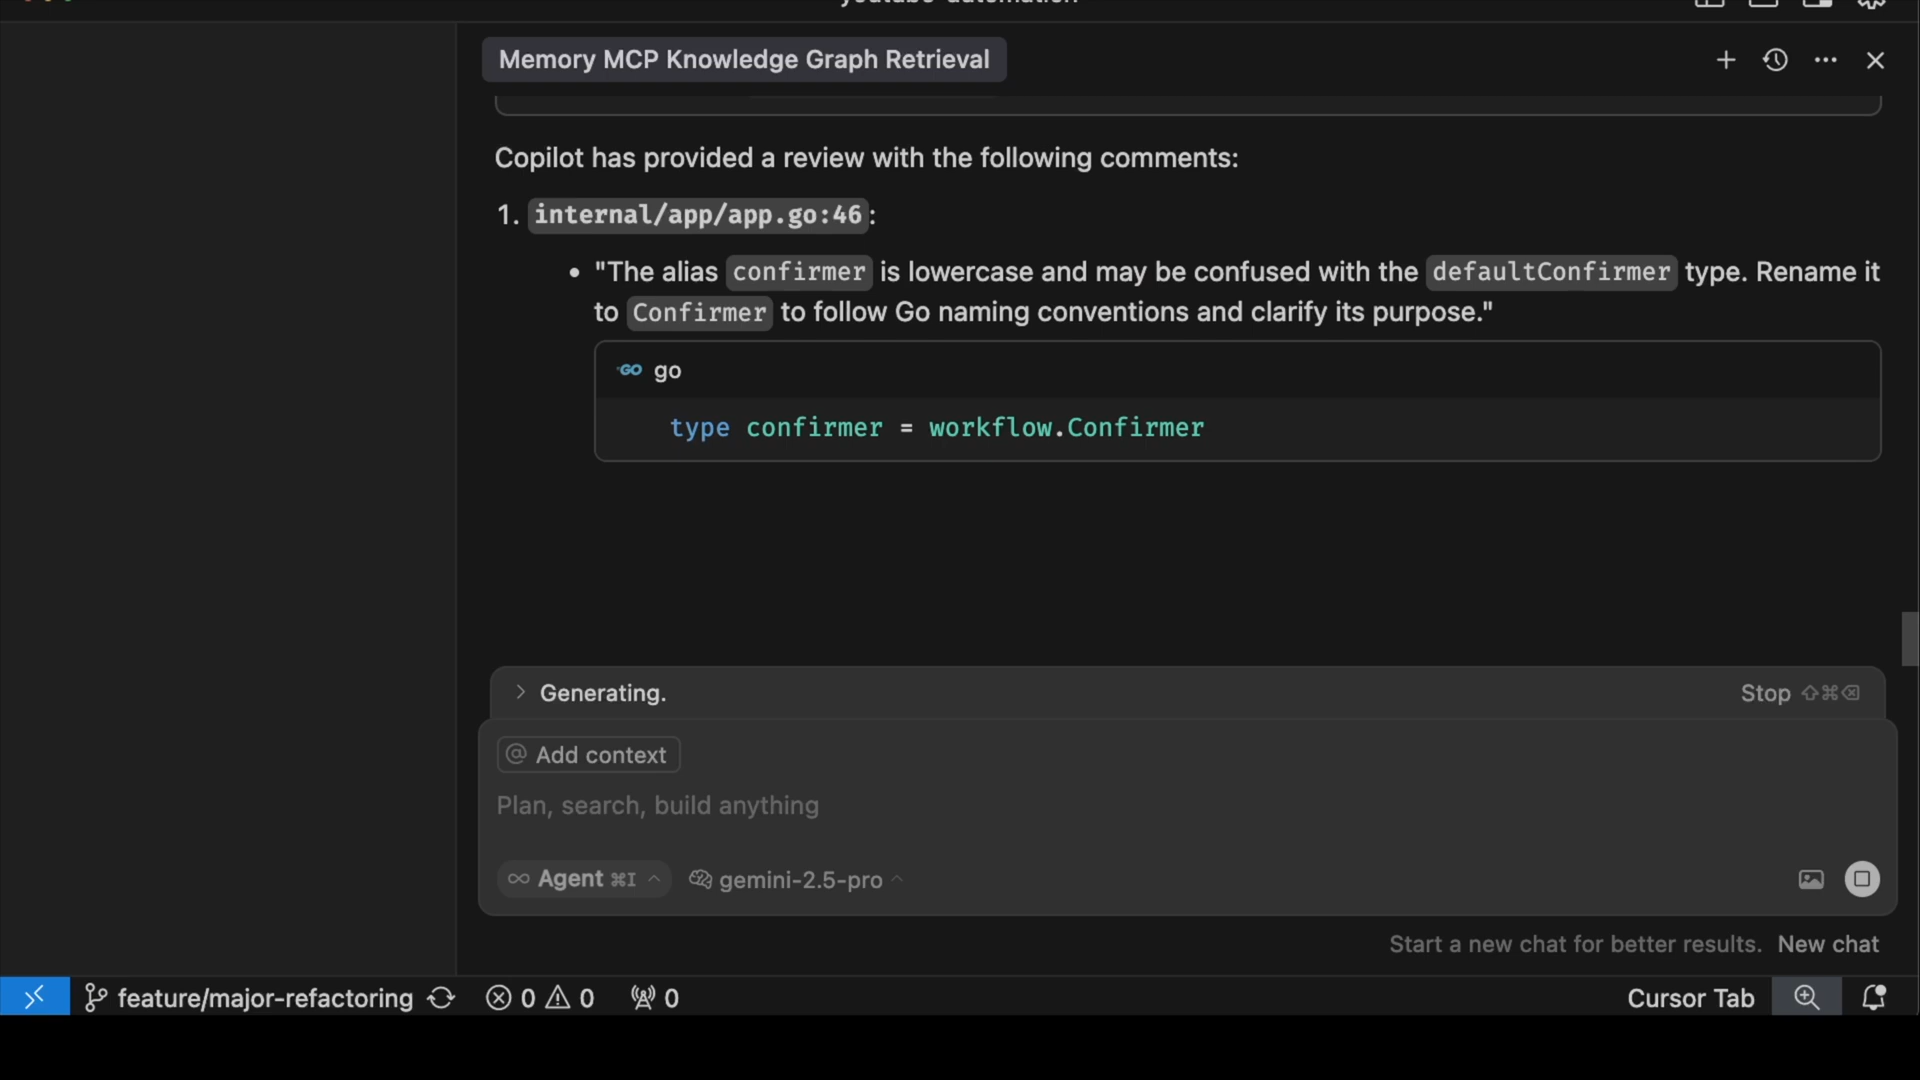 youtube-automation
Memory MCP Knowledge Graph Retrieval
Copilot has provided a review with the following comments:
1. internal/app/app.go:46:
• "The alias confirmer is lowercase and may be confused with the defaultConfirmer type. Rename it
to Confirmer to follow Go naming conventions and clarify its purpose."
GO go
type confirmer = workflow.Confirmer
Generating.
Stop ⇧⌘⌫
@ Add context
Plan, search, build anything
∞ Agent ⌘I
gemini-2.5-pro
Start a new chat for better results. New chat
feature/major-refactoring 0 0 0
Cursor Tab